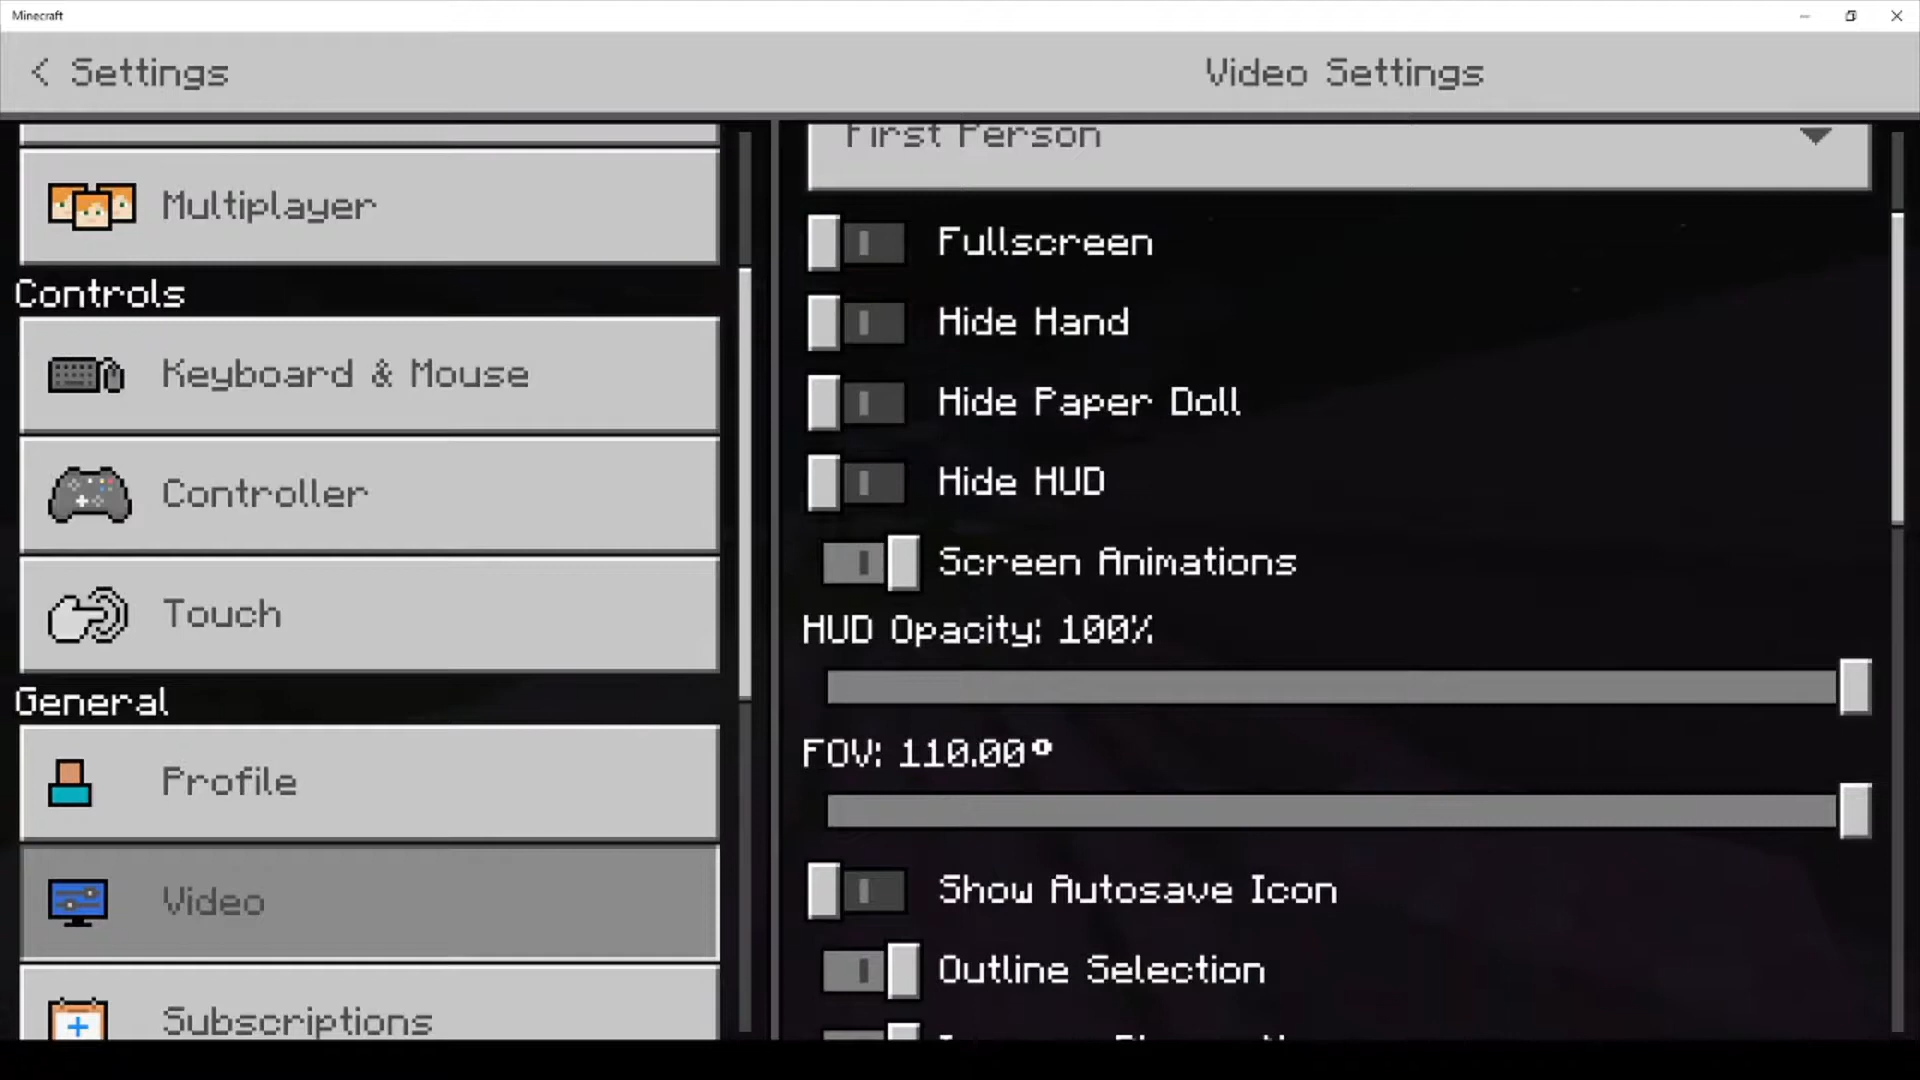 Minecraft
< Settings
Video Settings
Multiplayer
Controls
Keyboard & Mouse
Controller
Touch
General
Profile
Video
Subscriptions
First Person
Fullscreen
Hide Hand
Hide Paper Doll
Hide HUD
Screen Animations
HUD Opacity: 100%
FOV: 110.00°
Show Autosave Icon
Outline Selection